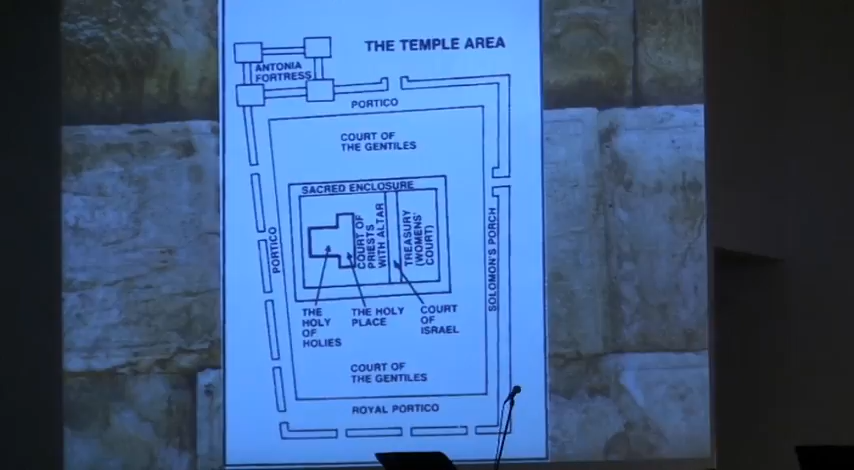 THE TEMPLE AREA
ANTONIA
FORTRESS
PORTICO
COURT OF
THE GENTILES
SACRED ENCLOSURE
COURT OF
PRIESTS
WITH ALTAR
TREASURY
(WOMENS'
COURT)
PORTICO
SOLOMON'S PORCH
THE
HOLY
OF
HOLIES
THE HOLY
PLACE
COURT
OF
ISRAEL
COURT OF
THE GENTILES
ROYAL PORTICO